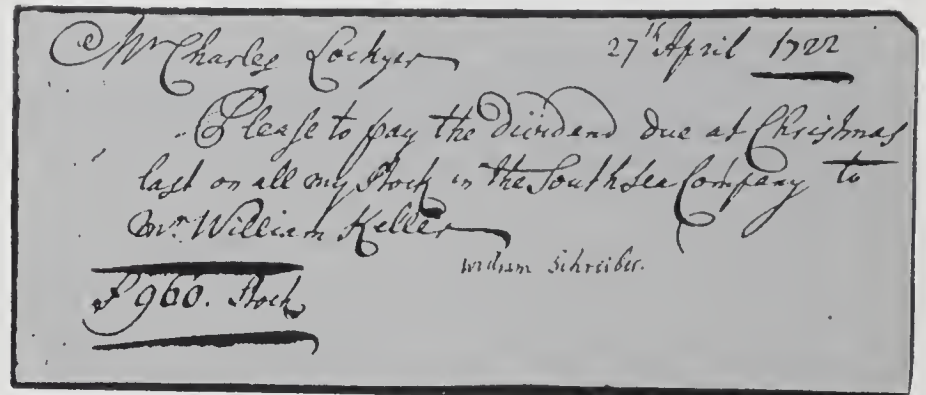 Mr Charles Lockyer 27th April 1722
Please to pay the Dividend due at Christmas
last on all my Stock in the South Sea Company to
Mr. William Keller
William Schreiber.
£960. Stock